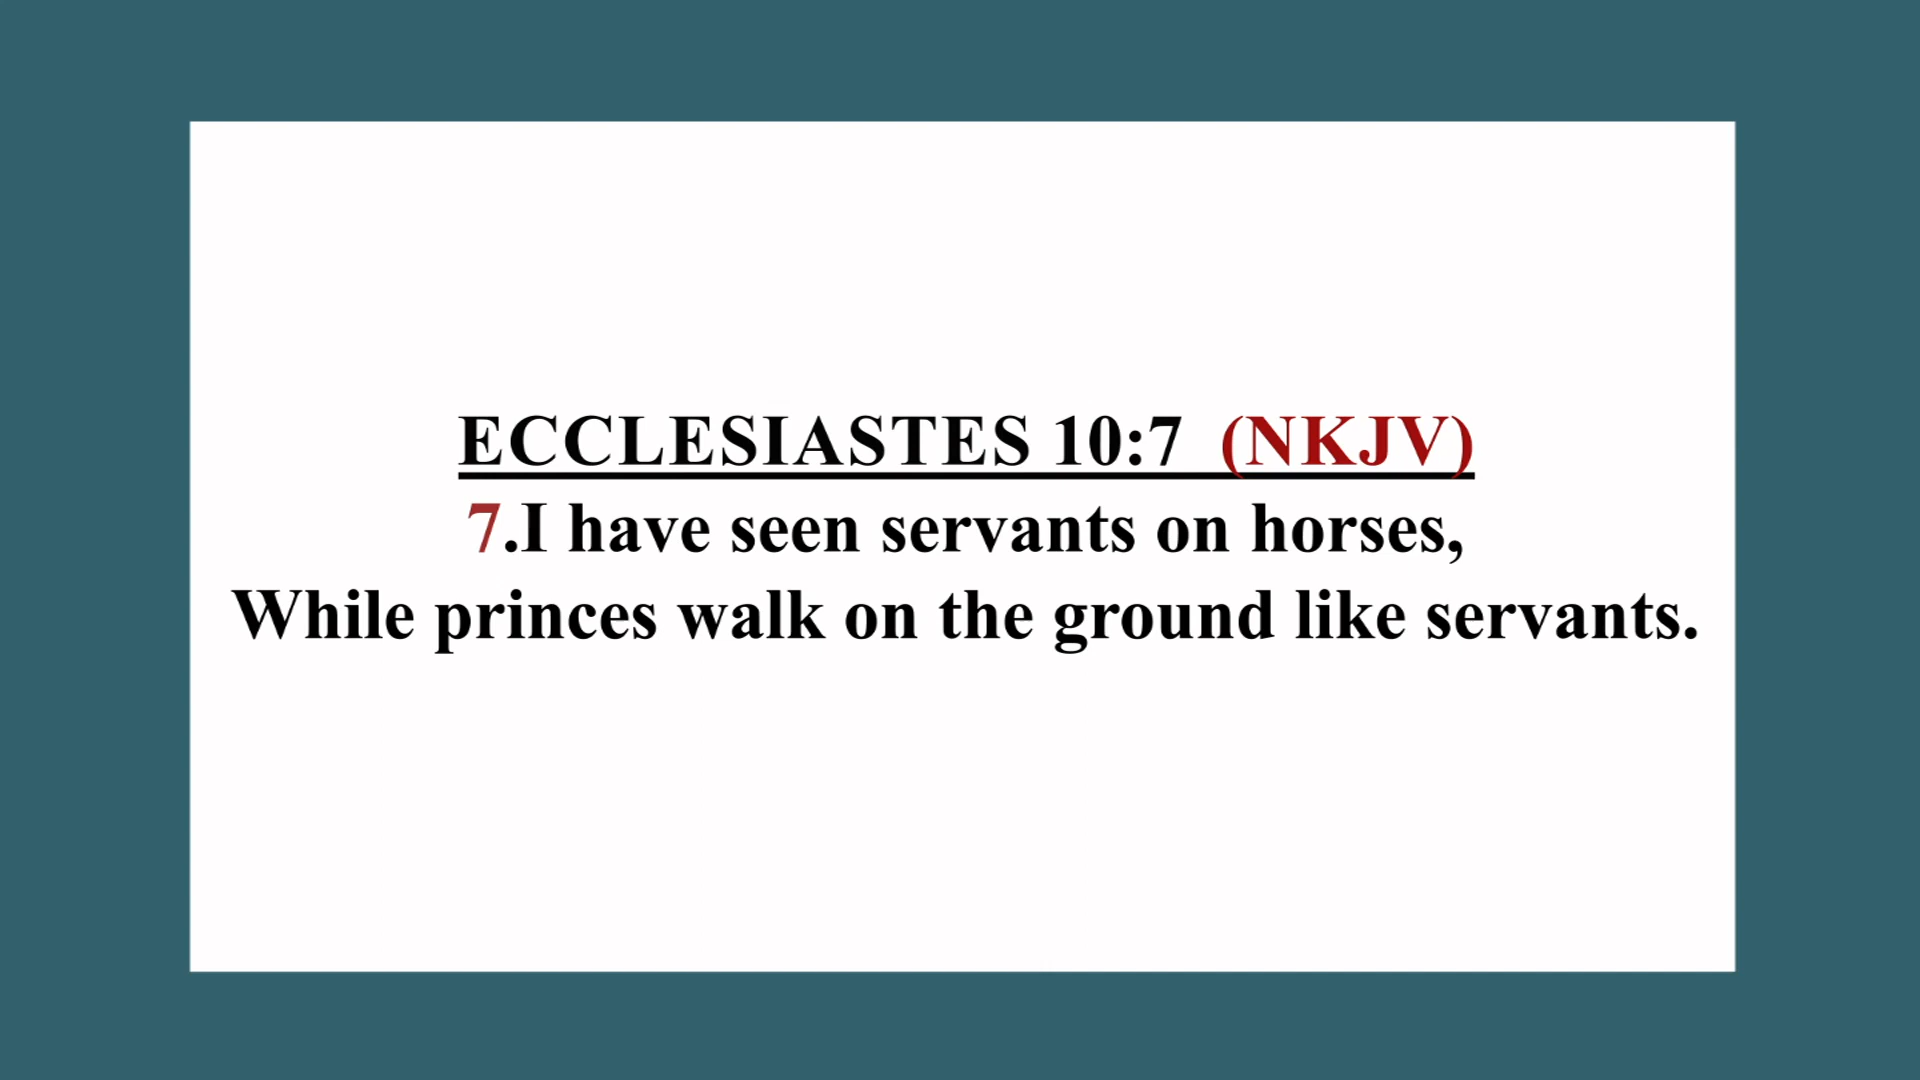 ECCLESIASTES 10:7 (NKJV)
7.I have seen servants on horses,
While princes walk on the ground like servants.